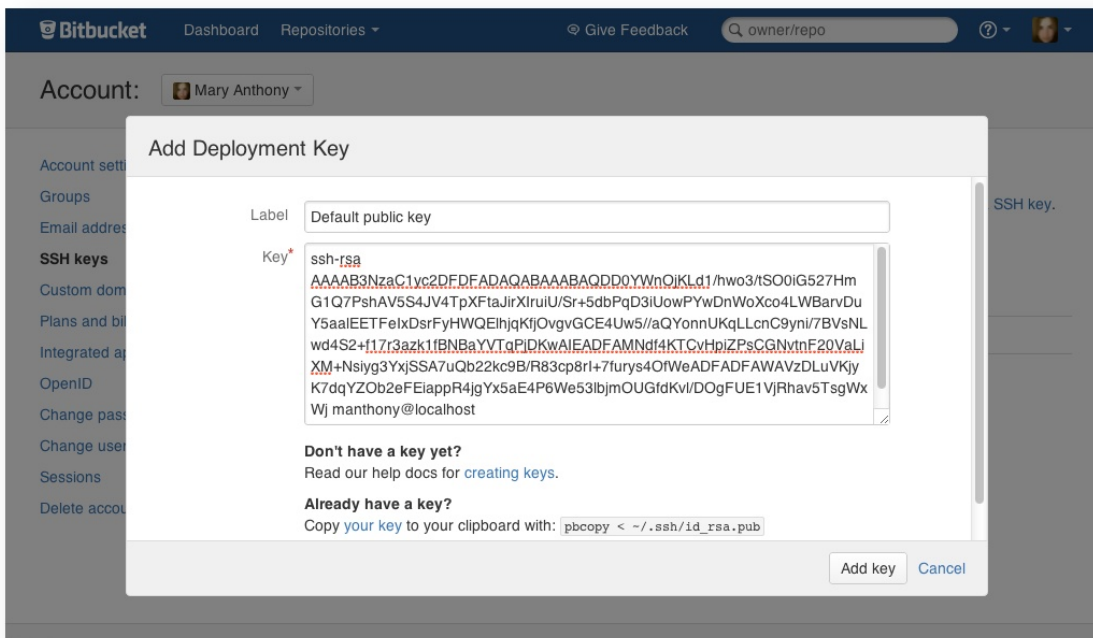 Bitbucket Dashboard Repositories Give Feedback owner/repo
Account: Mary Anthony
Add Deployment Key
Account setti
Groups
Email addres
SSH keys
Custom dom
Plans and bil
Integrated ap
OpenID
Change pass
Change user
Sessions
Delete accou
SSH key.
Label Default public key
Key*
ssh-rsa
AAAAB3NzaC1yc2DFDFADAQABAAABAQDD0YWnOjKLd1/hwo3/tSO0iG527Hm
G1Q7PshAV5S4JV4TpXFtaJirXIruiU/Sr+5dbPqD3iUowPYwDnWoXco4LWBarvDu
Y5aalEETFeIxDsrFyHWQElhjqKfjOvgvGCE4Uw5//aQYonnUKqLLcnC9yni/7BVsNL
wd4S2+f17r3azk1fBNBaYVTqPjDKwAIEADFAMNdf4KTCvHpiZPsCGNvtnF20VaLi
XM+Nsiyg3YxjSSA7uQb22kc9B/R83cp8rI+7furys4OfWeADFADFAWAVzDLuVKjy
K7dqYZOb2eFEiappR4jgYx5aE4P6We53lbjmOUGfdKvl/DOgFUE1VjRhav5TsgWx
Wj manthony@localhost
Don't have a key yet?
Read our help docs for creating keys.
Already have a key?
Copy your key to your clipboard with: pbcopy < ~/.ssh/id_rsa.pub
Add key Cancel